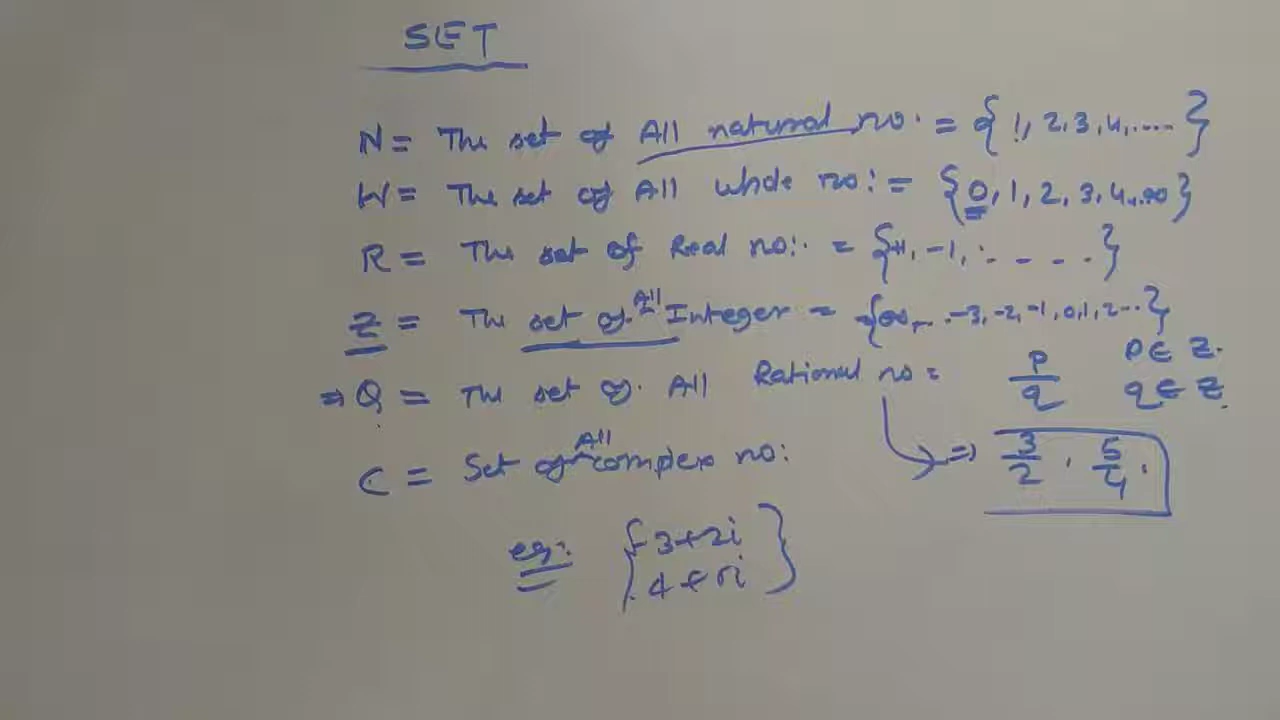 SET
N = The set of All natural no. = {1, 2, 3, 4, ....}
W = The set of All whole no: = {0, 1, 2, 3, 4, ..∞}
R = The set of Real no:. = {+1, -1, . - - - .}
Z = The set of All Integer = {∞, .. -3, -2, -1, 0, 1, 2...}
⇒ Q = The set of. All Rational no = p/q p ∈ Z. q ∈ Z
⇒ 3/2, 5/4.
C = Set of All complex no:
eg: {3+2i
4+5i}